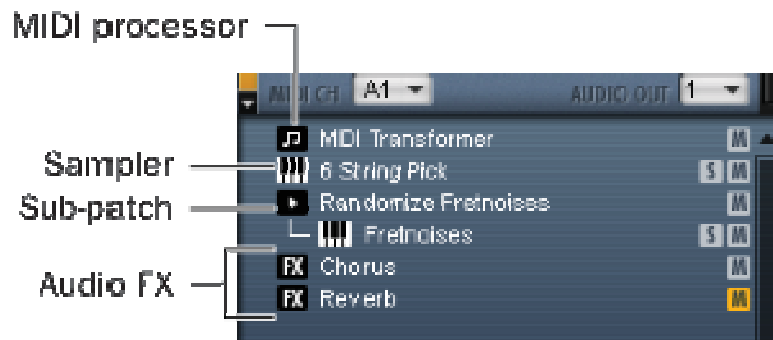 MIDI processor
MIDI CH A1 AUDIO OUT 1
MIDI Transformer M
Sampler 6 String Pick S M
Sub-patch Randomize Fretnoises M
Fretnoises S M
Audio FX
FX Chorus M
FX Reverb M